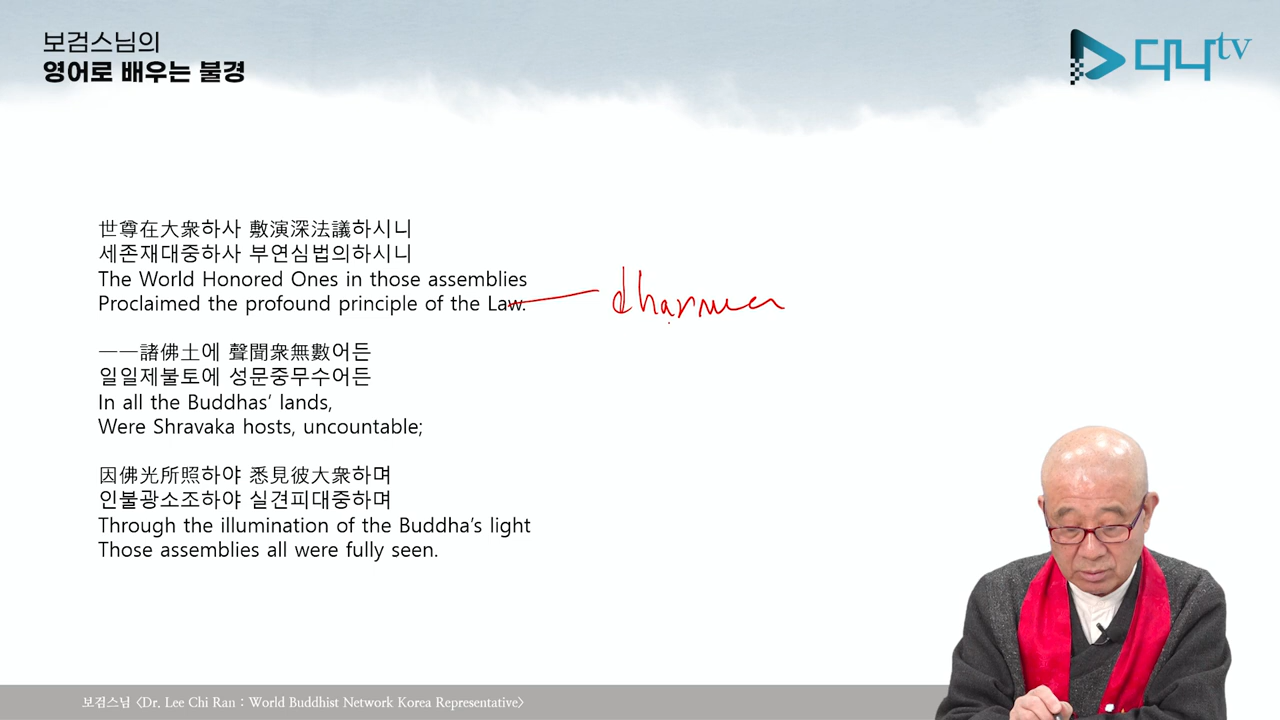 보검스님의
영어로 배우는 불경
디나tv
世尊在大衆하사 敷演深法議하시니
세존재대중하사 부연심법의하시니
The World Honored Ones in those assemblies
Proclaimed the profound principle of the Law.
dharma
一一諸佛土에 聲聞衆無數어든
일일제불토에 성문중무수어든
In all the Buddhas’ lands,
Were Shravaka hosts, uncountable;
因佛光所照하야 悉見彼大衆하며
인불광소조하야 실견피대중하며
Through the illumination of the Buddha’s light
Those assemblies all were fully seen.
보검스님 <Dr. Lee Chi Ran : World Buddhist Network Korea Representative>